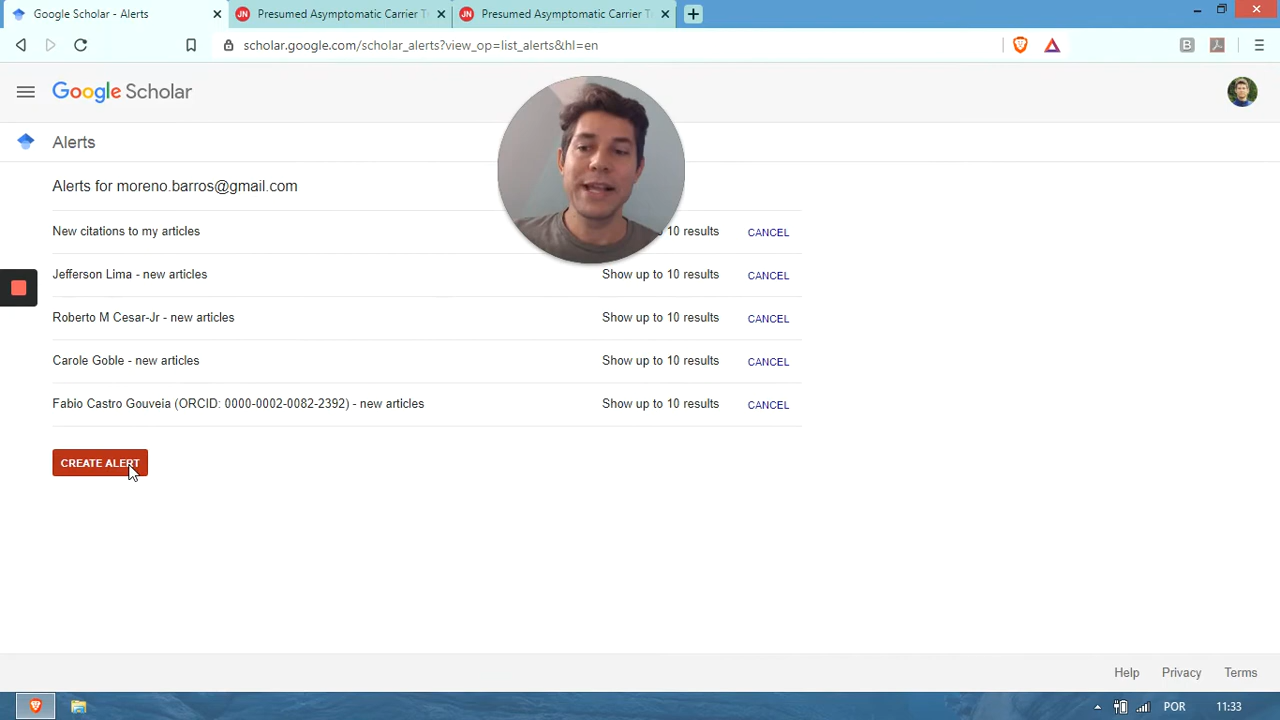 Google Scholar - Alerts
JN Presumed Asymptomatic Carrier T
JN Presumed Asymptomatic Carrier T
scholar.google.com/scholar_alerts?view_op=list_alerts&hl=en
Google Scholar
Alerts
Alerts for moreno.barros@gmail.com
New citations to my articles
to 10 results
CANCEL
Jefferson Lima - new articles
Show up to 10 results
CANCEL
Roberto M Cesar-Jr - new articles
Show up to 10 results
CANCEL
Carole Goble - new articles
Show up to 10 results
CANCEL
Fabio Castro Gouveia (ORCID: 0000-0002-0082-2392) - new articles
Show up to 10 results
CANCEL
CREATE ALERT
Help
Privacy
Terms
POR
11:33